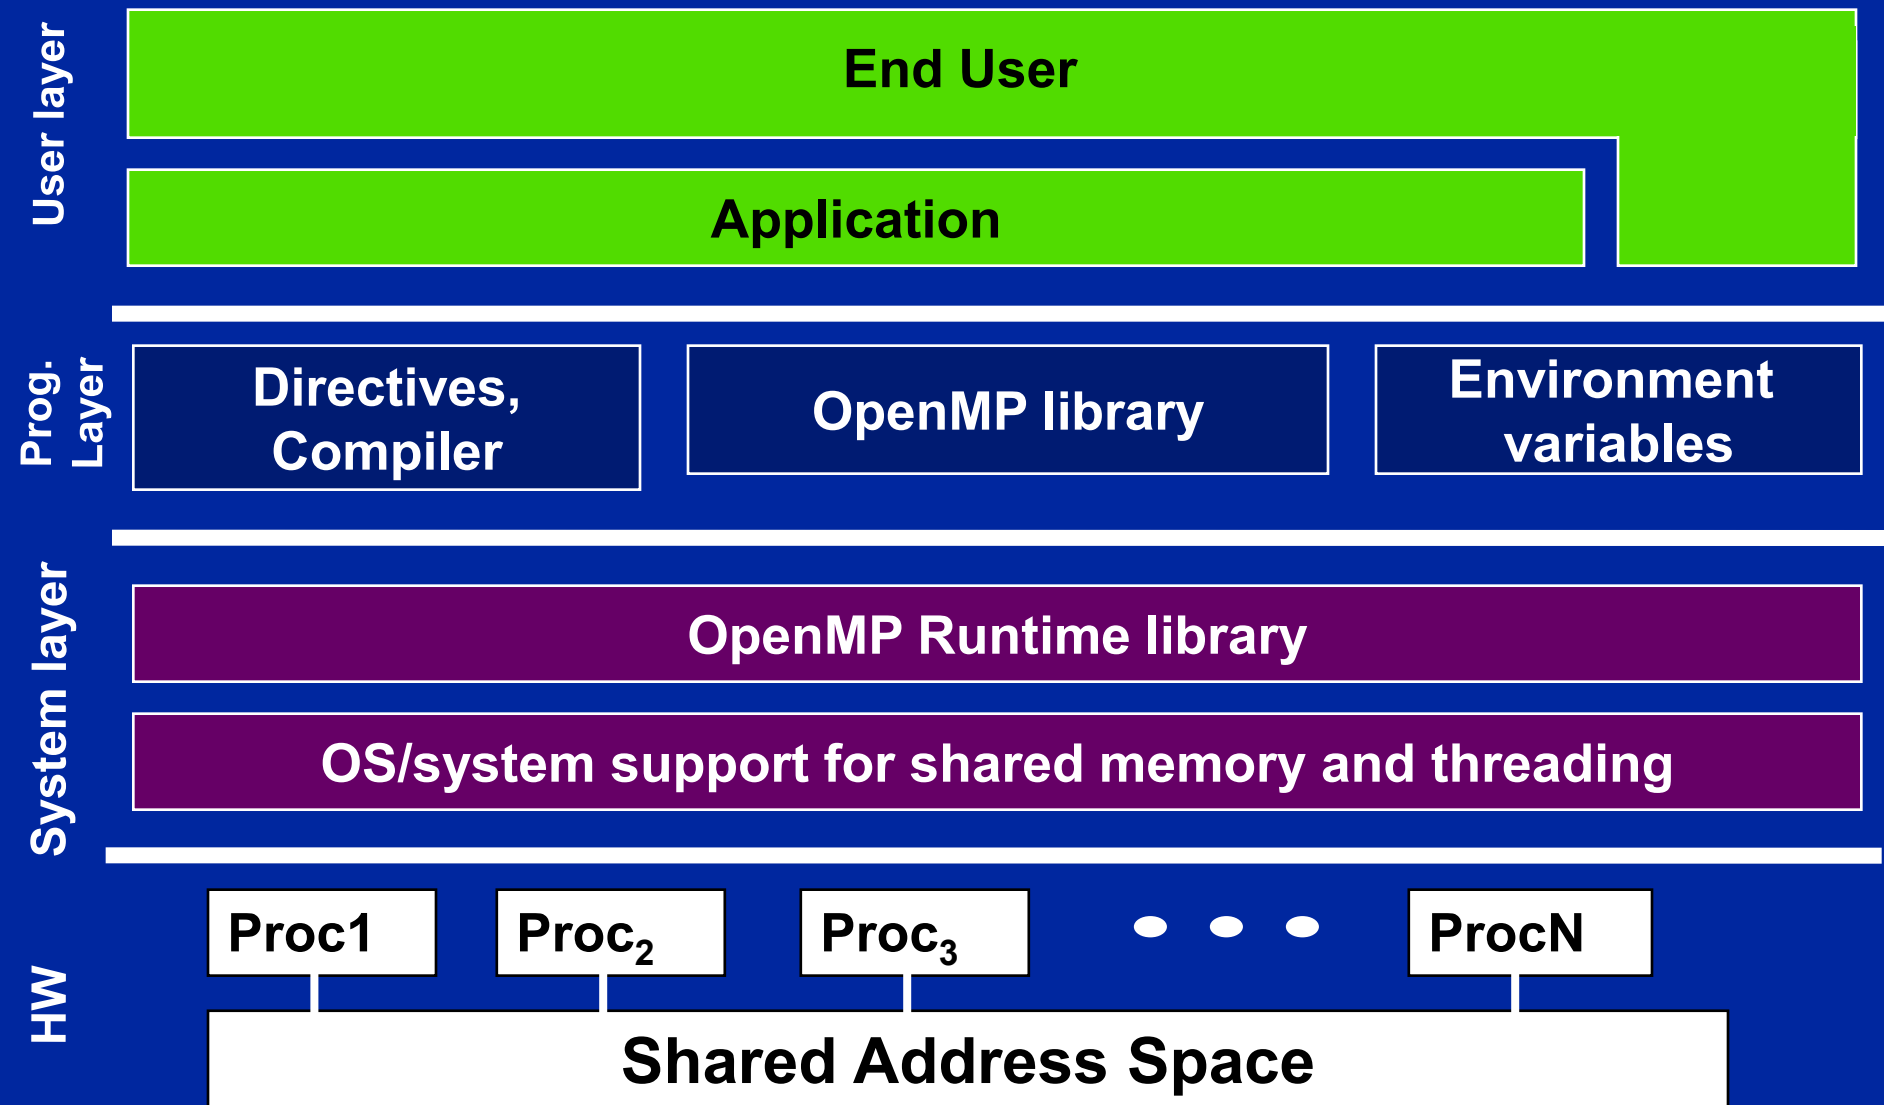 User layer
End User
Application
Prog.
Layer
Directives,
Compiler
OpenMP library
Environment
variables
System layer
OpenMP Runtime library
OS/system support for shared memory and threading
HW
Proc1
Proc₂
Proc₃
ProcN
Shared Address Space